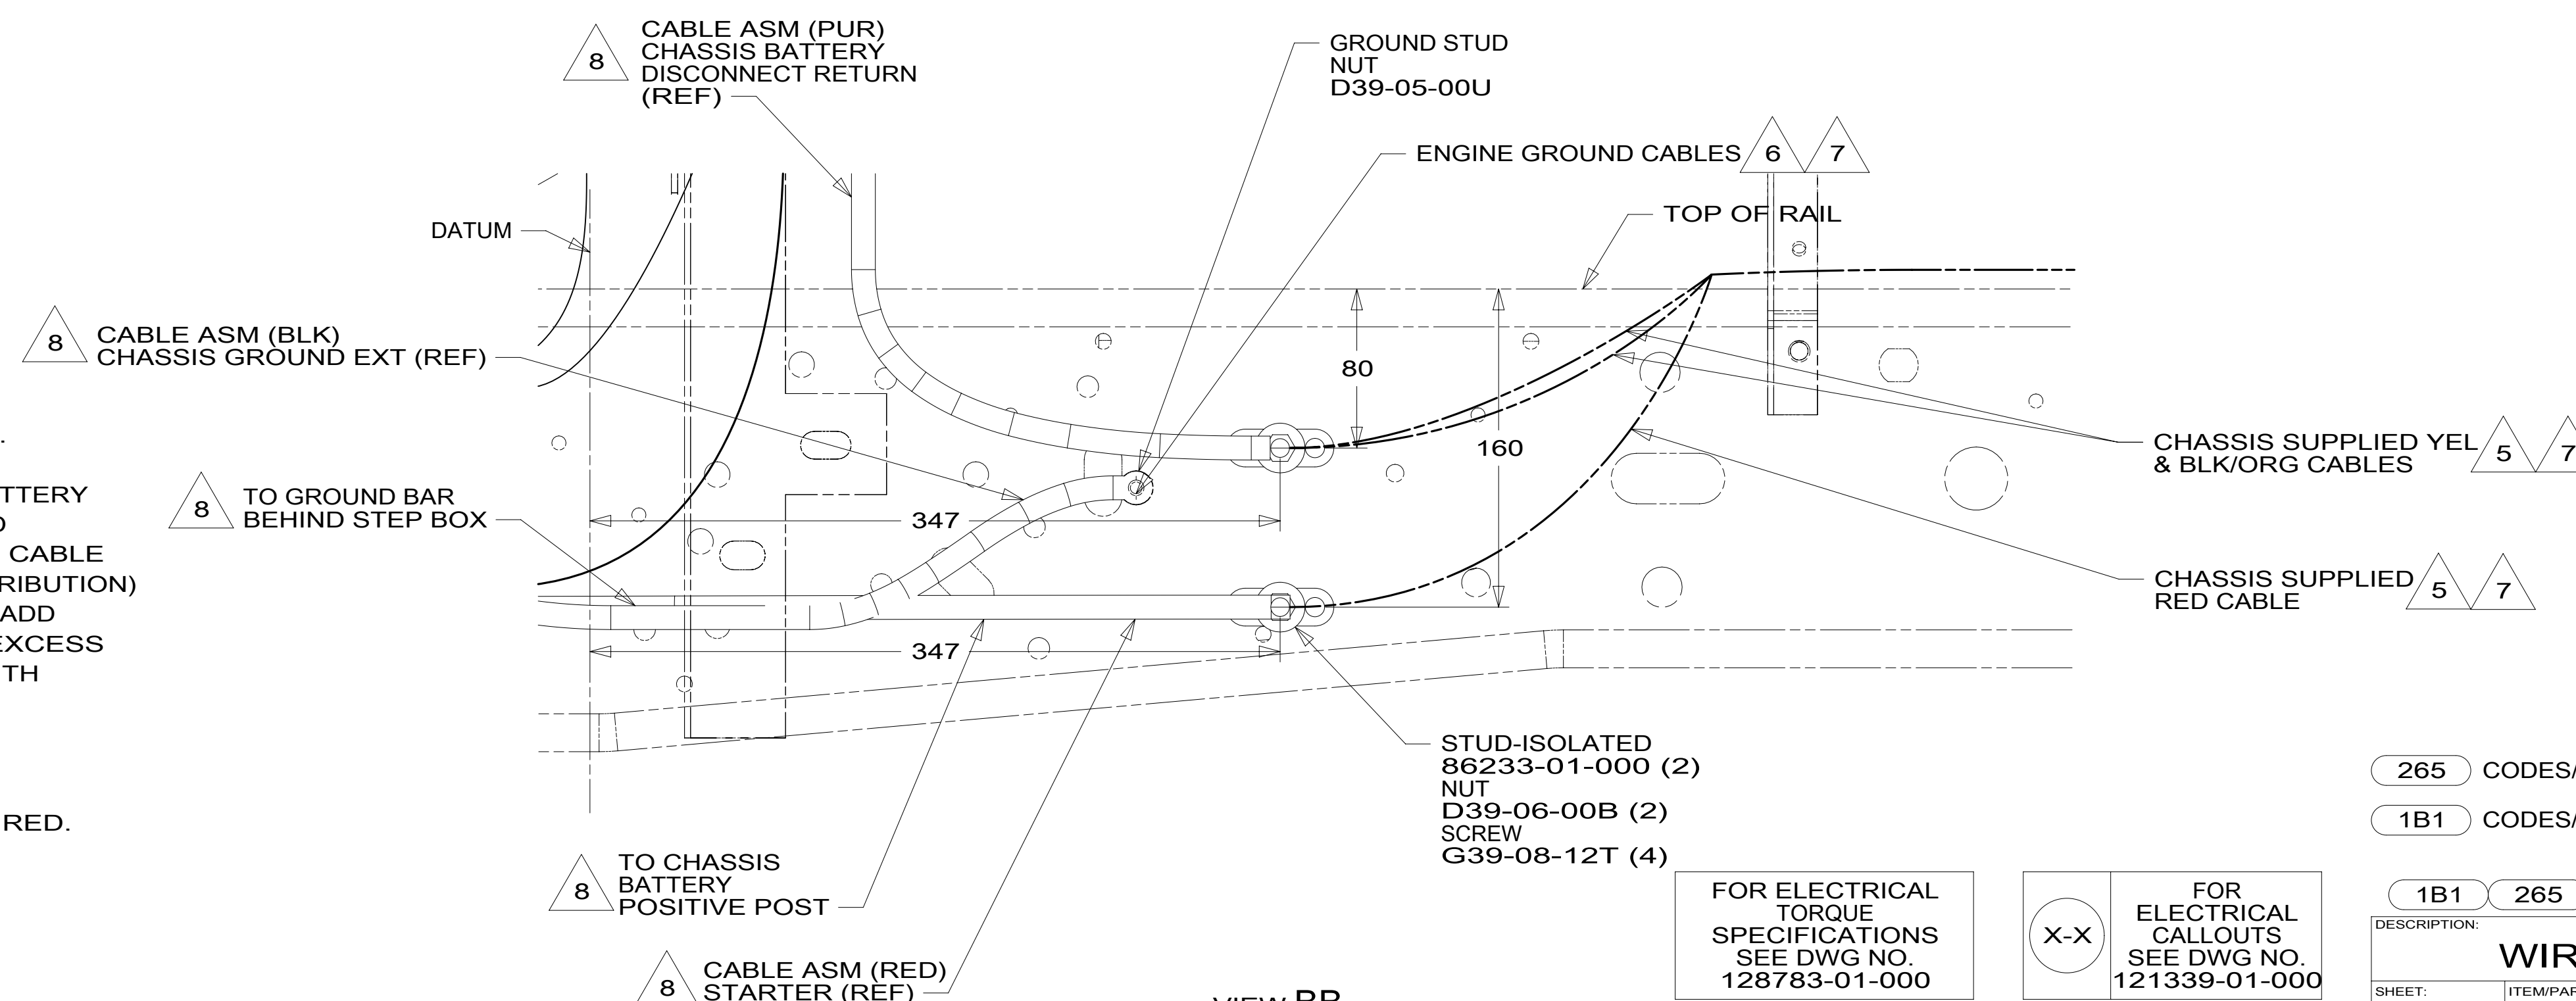 8
CABLE ASM (PUR)
CHASSIS BATTERY
DISCONNECT RETURN
(REF)
GROUND STUD
NUT
D39-05-00U
ENGINE GROUND CABLES
6
7
TOP OF RAIL
DATUM
8
CABLE ASM (BLK)
CHASSIS GROUND EXT (REF)
80
160
CHASSIS SUPPLIED YEL
& BLK/ORG CABLES
5
7
8
TO GROUND BAR
BEHIND STEP BOX
347
CHASSIS SUPPLIED
RED CABLE
5
7
347
.
TTERY
CABLE
RIBUTION)
ADD
EXCESS
TH
RED.
STUD-ISOLATED
86233-01-000 (2)
NUT
D39-06-00B (2)
SCREW
G39-08-12T (4)
8
TO CHASSIS
BATTERY
POSITIVE POST
8
CABLE ASM (RED)
STARTER (REF)
VIEW BB
FOR ELECTRICAL
TORQUE
SPECIFICATIONS
SEE DWG NO.
128783-01-000
X-X
FOR
ELECTRICAL
CALLOUTS
SEE DWG NO.
121339-01-000
265 CODES/
1B1 CODES/
1B1 265
DESCRIPTION:
WIR
SHEET:
ITEM/PAR